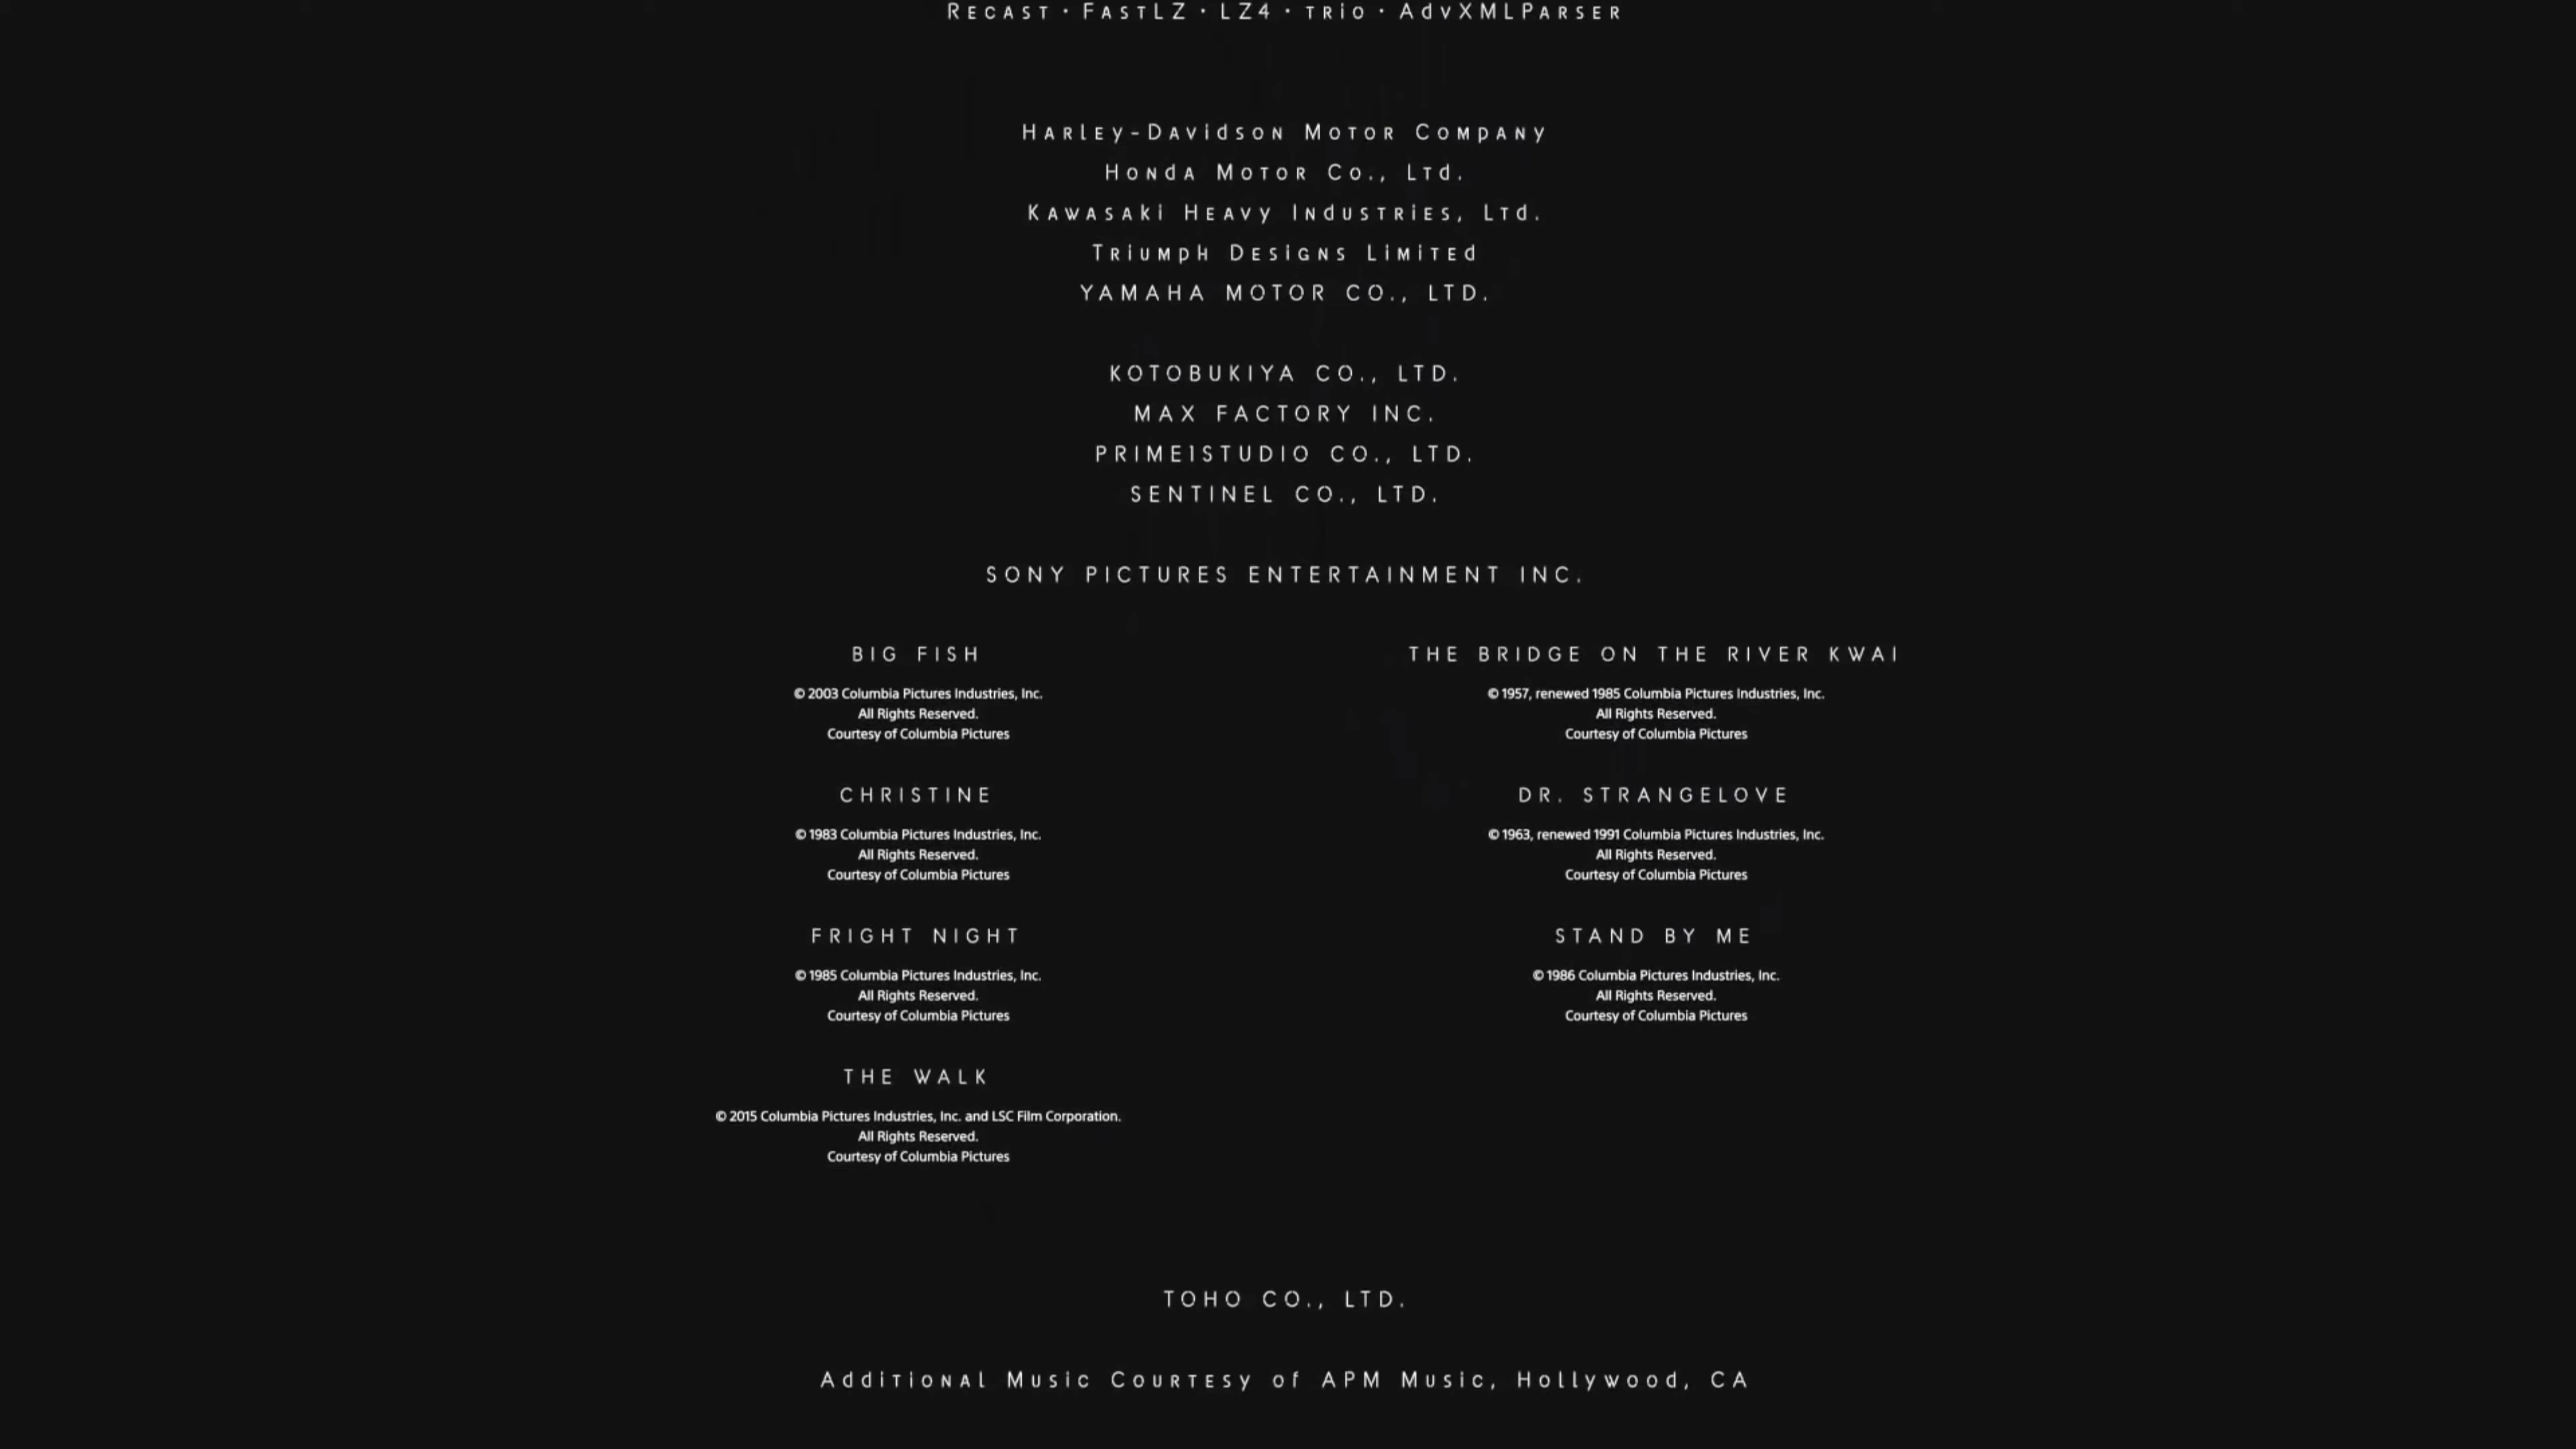 Recast · FastLZ · LZ4 · trio · AdvXMLParser
Harley-Davidson Motor Company
Honda Motor Co., Ltd.
Kawasaki Heavy Industries, Ltd.
Triumph Designs Limited
YAMAHA MOTOR CO., LTD.
KOTOBUKIYA CO., LTD.
MAX FACTORY INC.
PRIME1STUDIO CO., LTD.
SENTINEL CO., LTD.
SONY PICTURES ENTERTAINMENT INC.
BIG FISH
© 2003 Columbia Pictures Industries, Inc.
All Rights Reserved.
Courtesy of Columbia Pictures
THE BRIDGE ON THE RIVER KWAI
© 1957, renewed 1985 Columbia Pictures Industries, Inc.
All Rights Reserved.
Courtesy of Columbia Pictures
CHRISTINE
© 1983 Columbia Pictures Industries, Inc.
All Rights Reserved.
Courtesy of Columbia Pictures
DR. STRANGELOVE
© 1963, renewed 1991 Columbia Pictures Industries, Inc.
All Rights Reserved.
Courtesy of Columbia Pictures
FRIGHT NIGHT
© 1985 Columbia Pictures Industries, Inc.
All Rights Reserved.
Courtesy of Columbia Pictures
STAND BY ME
© 1986 Columbia Pictures Industries, Inc.
All Rights Reserved.
Courtesy of Columbia Pictures
THE WALK
© 2015 Columbia Pictures Industries, Inc. and LSC Film Corporation.
All Rights Reserved.
Courtesy of Columbia Pictures
TOHO CO., LTD.
Additional Music Courtesy of APM Music, Hollywood, CA